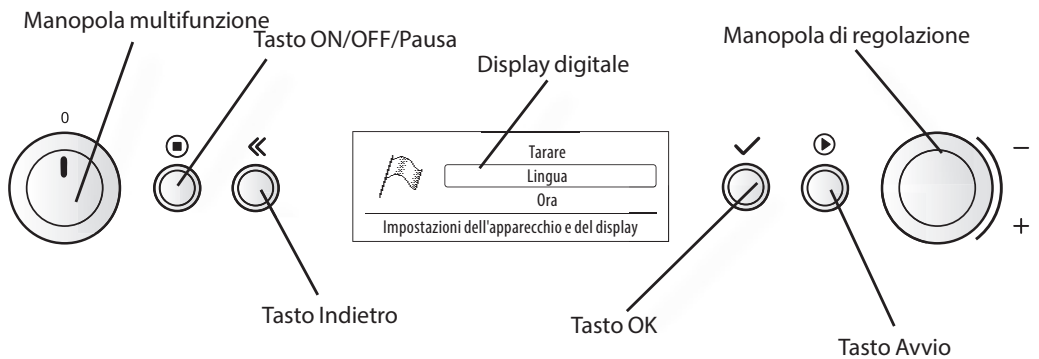 Manopola multifunzione
Tasto ON/OFF/Pausa
Display digitale
Manopola di regolazione
0
Tarare
Lingua
Ora
Impostazioni dell'apparecchio e del display
−
+
Tasto Indietro
Tasto OK
Tasto Avvio